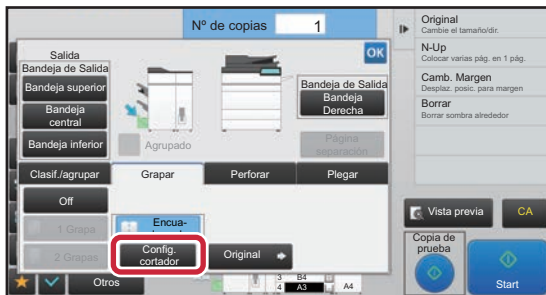 Nº de copias 1
Original
Cambie el tamaño/dir.
N-Up
Colocar varias pág. en 1 pág.
Camb. Margen
Desplaz. posic. para margen
Borrar
Borrar sombra alrededor
OK
Salida
Bandeja de Salida
Bandeja superior
Bandeja
central
Bandeja inferior
Agrupado
Bandeja de Salida
Bandeja
Derecha
Página
separación
Clasif./agrupar
Grapar
Perforar
Plegar
Off
1 Grapa
2 Grapas
Encua-
Config.
cortador
Original
Otros
3 B4
4 A3
A4
Vista previa
CA
Copia de
prueba
Start